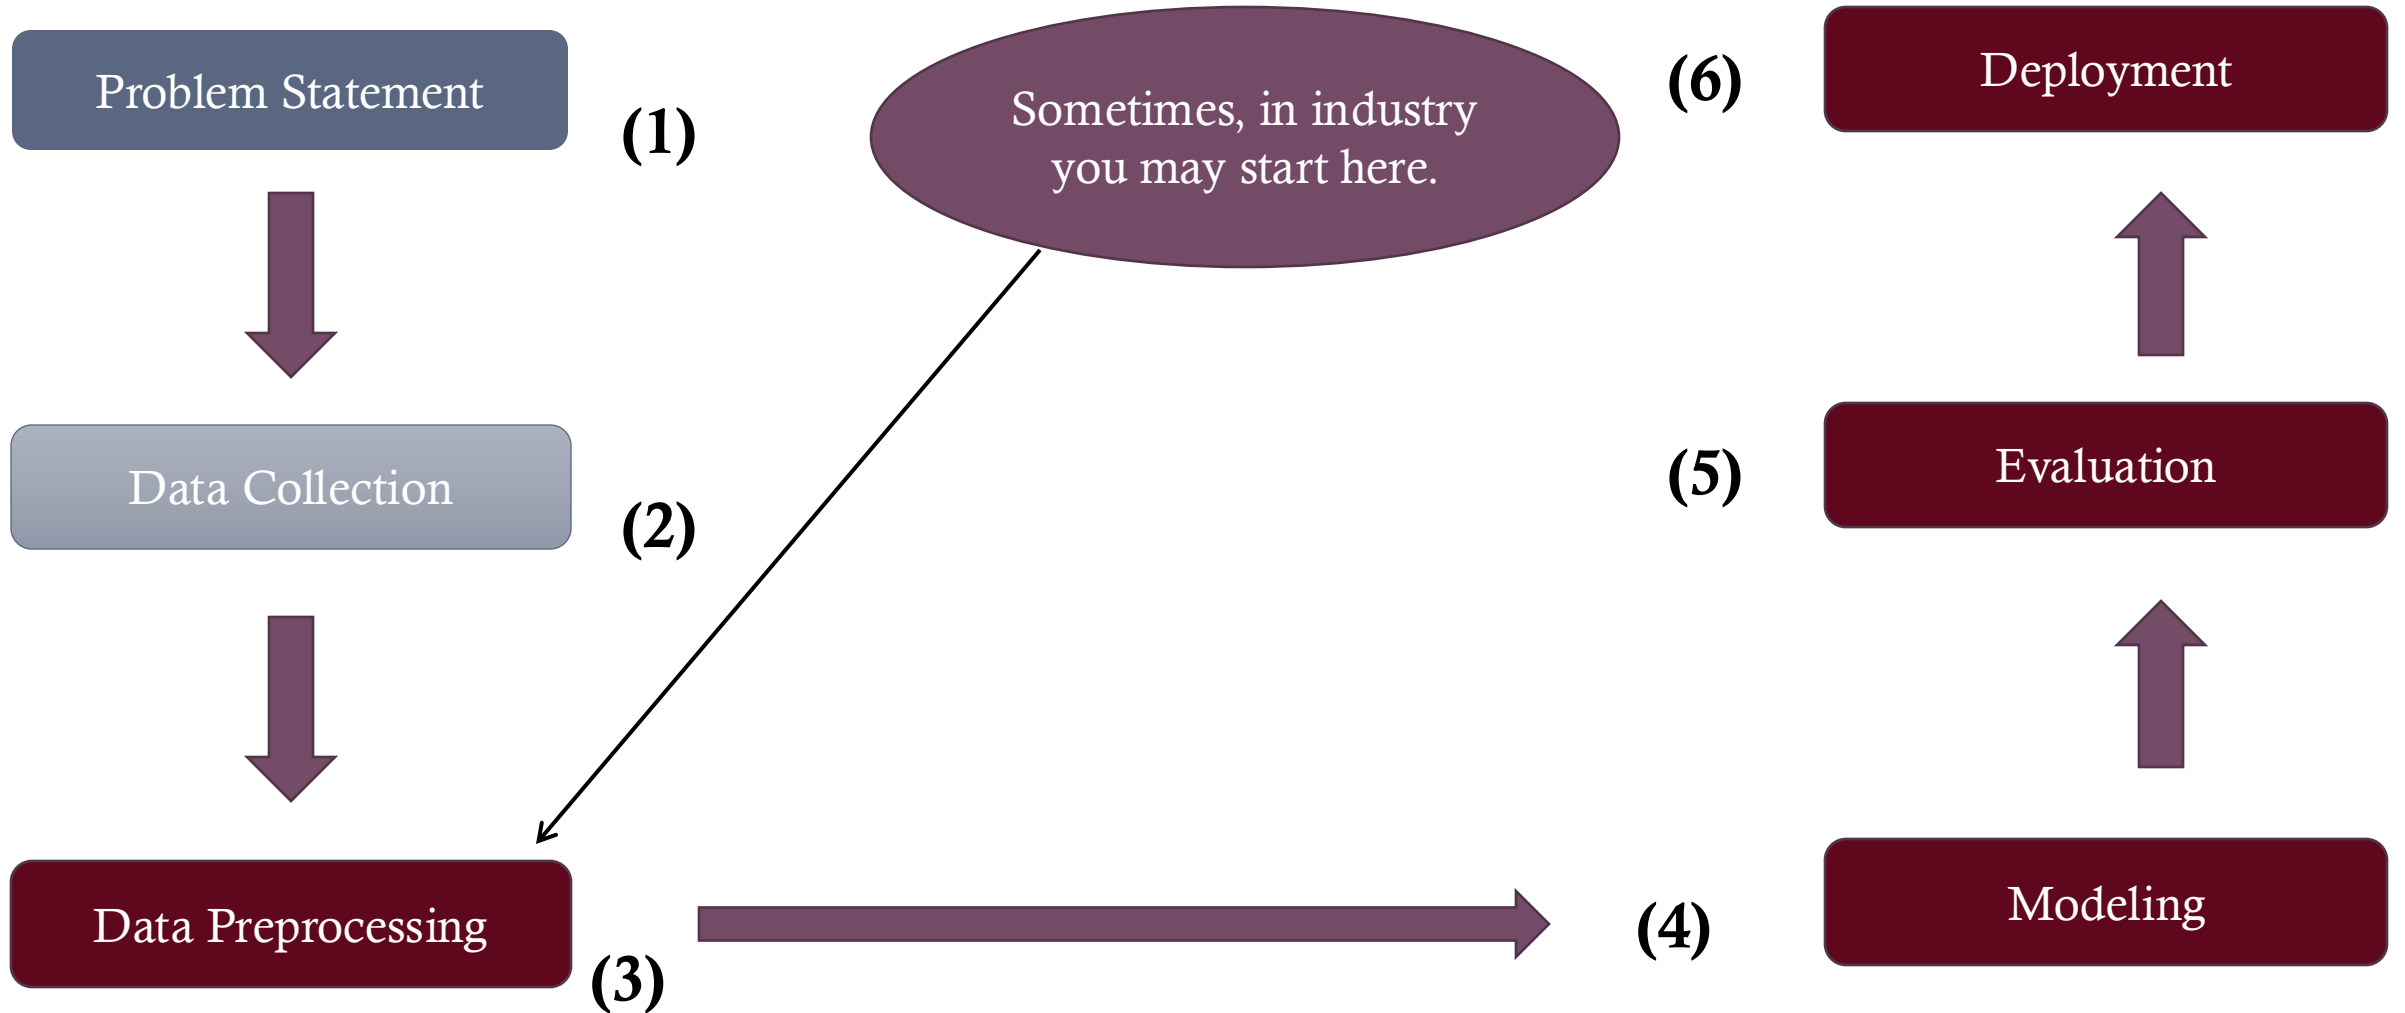 Problem Statement
(1)
Data Collection
(2)
Data Preprocessing
(3)
Sometimes, in industry
you may start here.
(4)
Modeling
(5)
Evaluation
(6)
Deployment